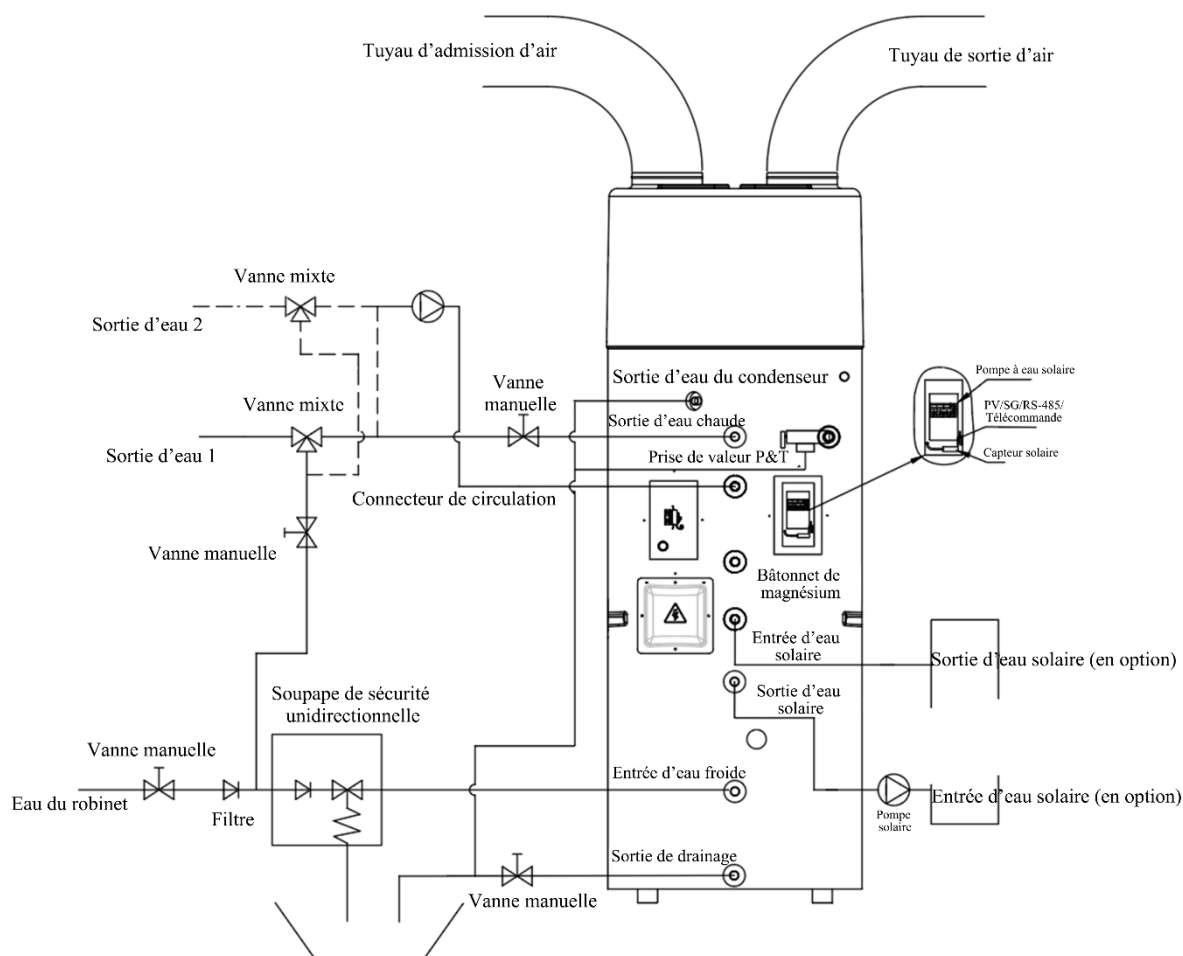 Tuyau d’admission d’air
Tuyau de sortie d’air
Vanne mixte
Sortie d’eau 2
Vanne
manuelle
Sortie d’eau du condenseur
Pompe à eau solaire
PV/SG/RS-485/
Télécommande
Capteur solaire
Vanne mixte
Sortie d’eau chaude
Sortie d’eau 1
Prise de valeur P&T
Connecteur de circulation
Vanne manuelle
Bâtonnet de
magnésium
Entrée d’eau
solaire
Sortie d’eau solaire (en option)
Sortie d’eau
solaire
Soupape de sécurité
unidirectionnelle
Vanne manuelle
Entrée d’eau froide
Eau du robinet
Filtre
Entrée d’eau solaire (en option)
Pompe
solaire
Sortie de drainage
Vanne manuelle